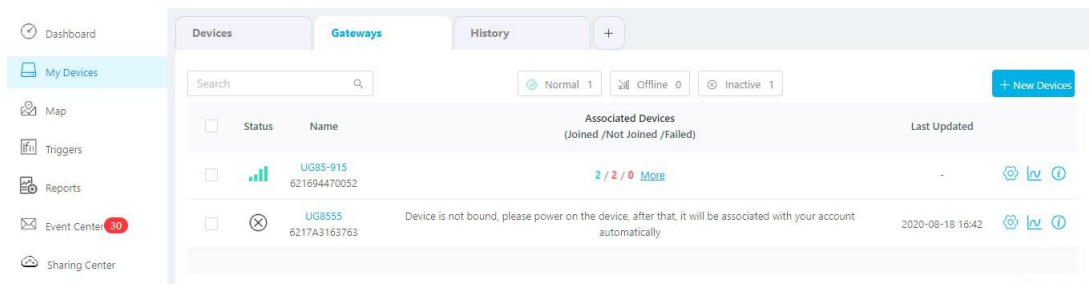 Dashboard
My Devices
Map
Triggers
Reports
Event Center 30
Sharing Center
Devices
Gateways
History
+
Search
Normal 1
Offline 0
Inactive 1
+ New Devices
Status
Name
Associated Devices
(Joined /Not Joined /Failed)
Last Updated
UG85-915
621694470052
2 / 2 / 0 More
-
UG8555
6217A3163763
Device is not bound, please power on the device, after that, it will be associated with your account
automatically
2020-08-18 16:42